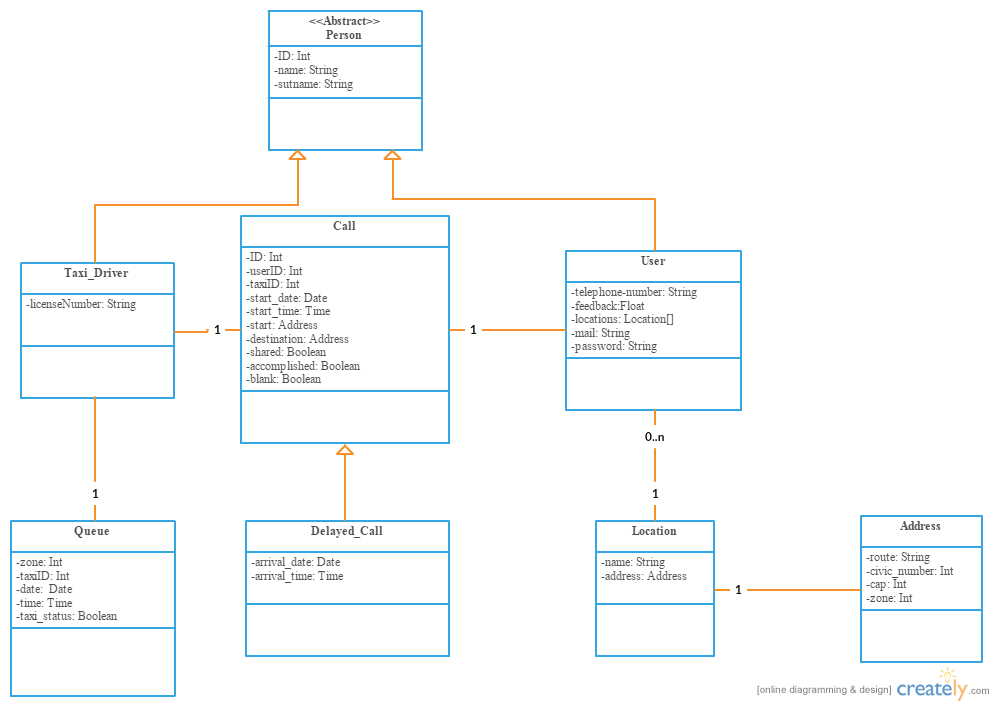 <<Abstract>>
Person
-ID: Int
-name: String
-sutname: String
Call
-ID: Int
-userID: Int
-taxiID: Int
-start_date: Date
-start_time: Time
-start: Address
-destination: Address
-shared: Boolean
-accomplished: Boolean
-blank: Boolean
Taxi_Driver
-licenseNumber: String
User
-telephone-number: String
-feedback:Float
-locations: Location[]
-mail: String
-password: String
1
1
0..n
1
1
Queue
-zone: Int
-taxiID: Int
-date: Date
-time: Time
-taxi_status: Boolean
Delayed_Call
-arrival_date: Date
-arrival_time: Time
Location
-name: String
-address: Address
1
Address
-route: String
-civic_number: Int
-cap: Int
-zone: Int
[online diagramming & design] creately.com